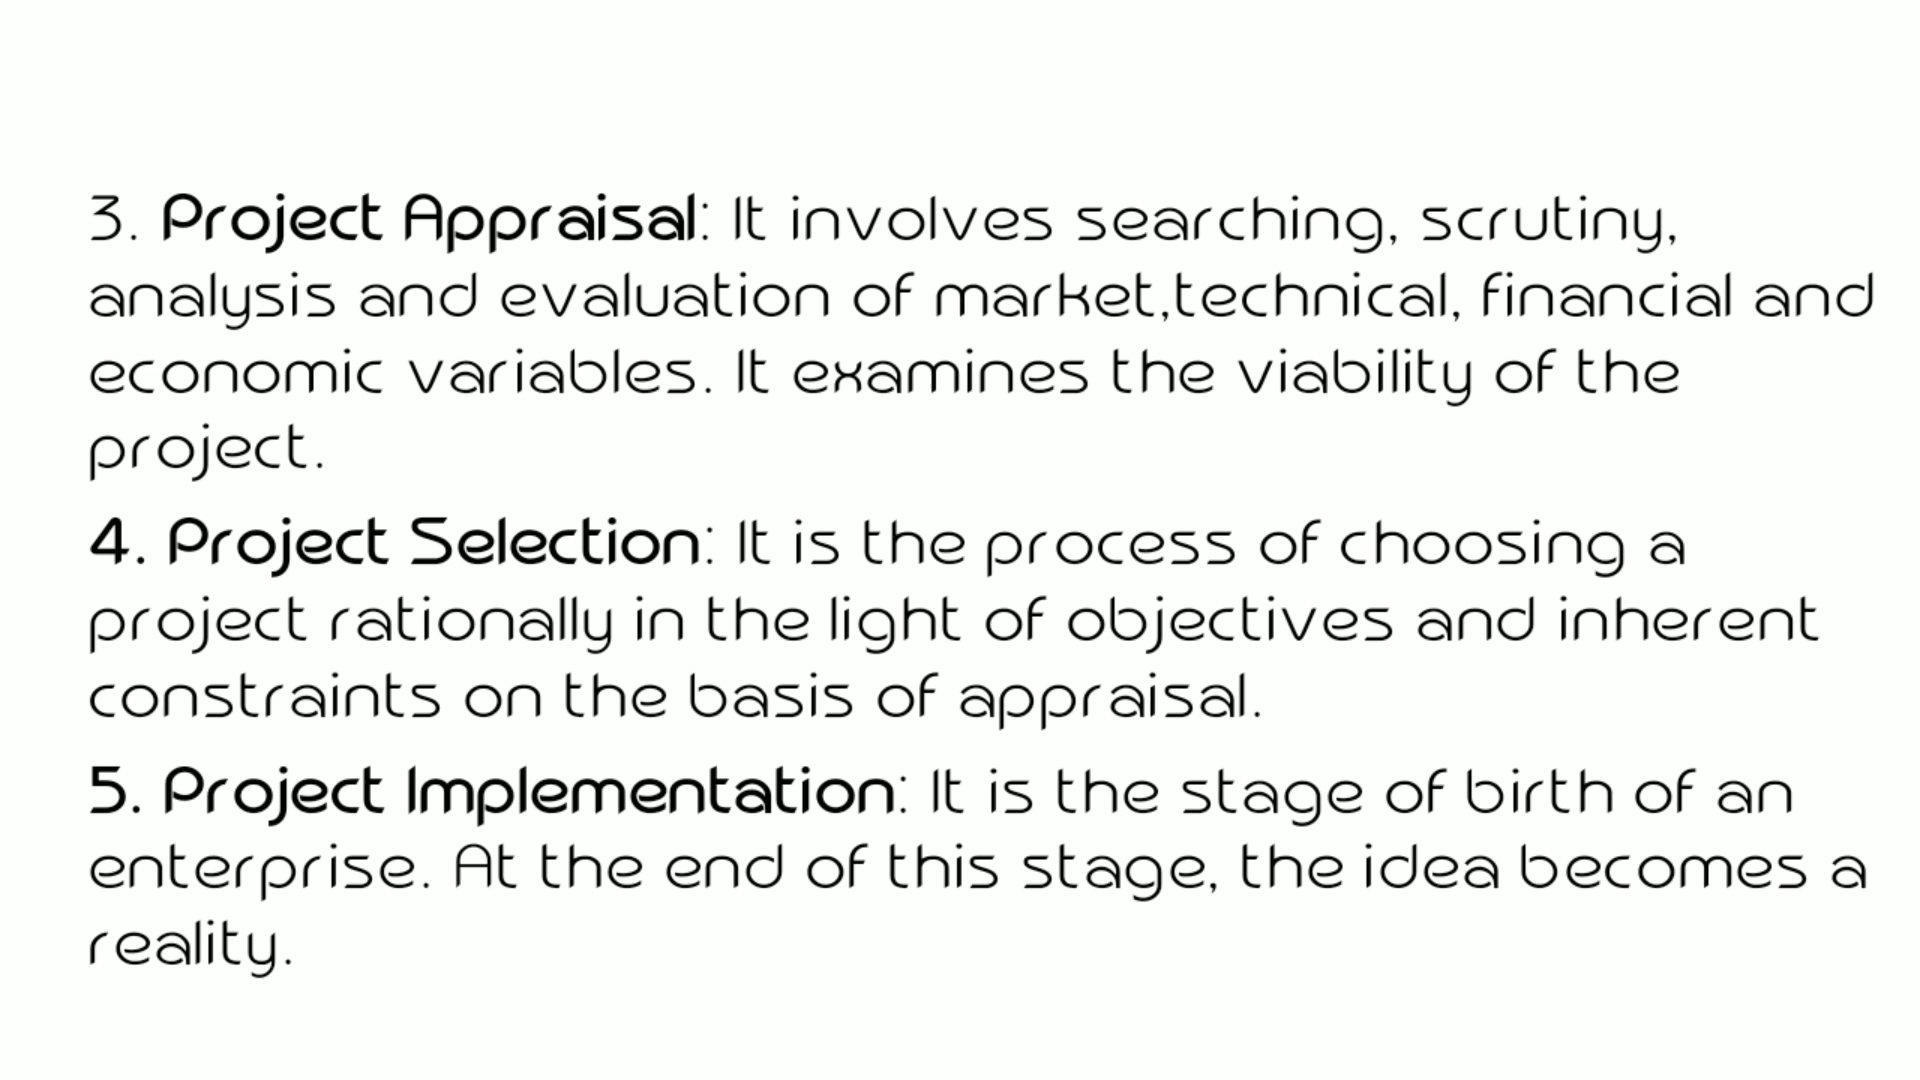 3. Project Appraisal: It involves searching, scrutiny,
analysis and evaluation of market,technical, financial and
economic variables. It examines the viability of the
project.
4. Project Selection: It is the process of choosing a
project rationally in the light of objectives and inherent
constraints on the basis of appraisal.
5. Project Implementation: It is the stage of birth of an
enterprise. At the end of this stage, the idea becomes a
reality.